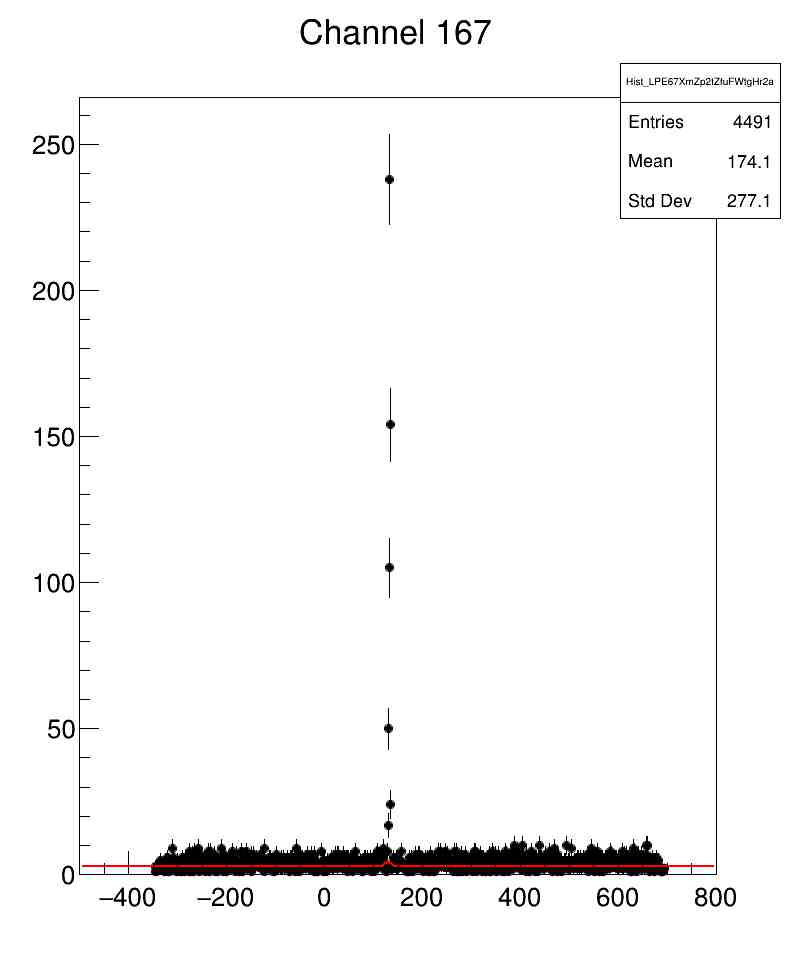 Channel 167
Hist_LPE67XmZp2tZfuFWtgHr2a
Entries 4491
Mean 174.1
Std Dev 277.1
250
200
150
100
50
0
−400 −200 0 200 400 600 800